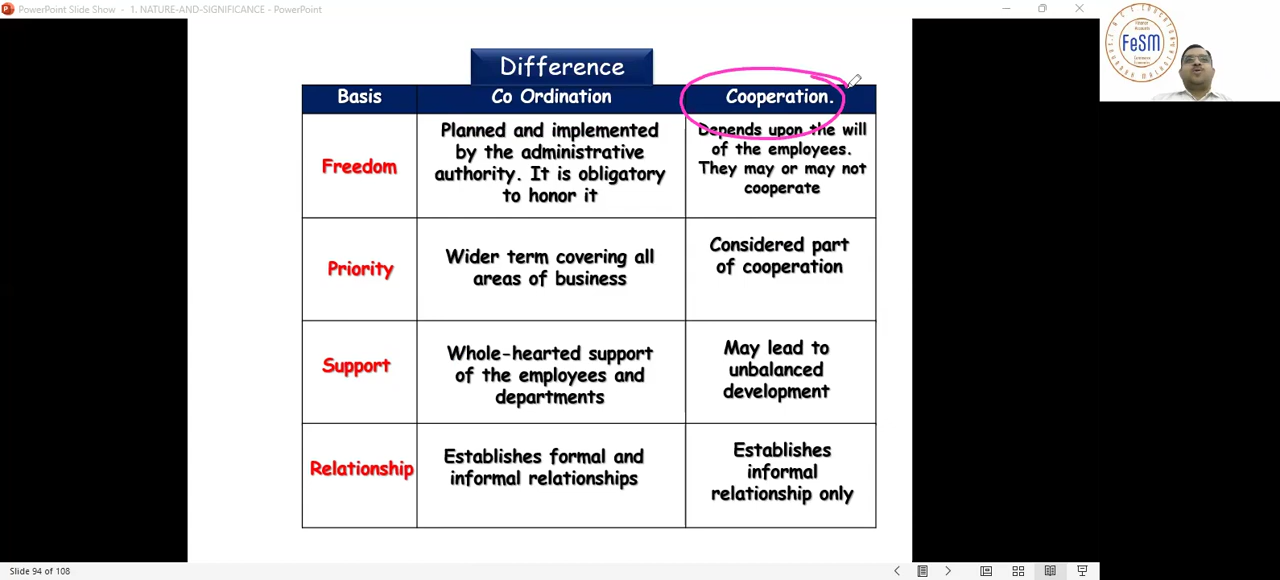 PowerPoint Slide Show - 1. NATURE-AND-SIGNIFICANCE - PowerPoint
FeSM
Difference
Basis
Co Ordination
Cooperation.
Freedom
Planned and implemented
by the administrative
authority. It is obligatory
to honor it
Depends upon the will
of the employees.
They may or may not
cooperate
Priority
Wider term covering all
areas of business
Considered part
of cooperation
Support
Whole-hearted support
of the employees and
departments
May lead to
unbalanced
development
Relationship
Establishes formal and
informal relationships
Establishes
informal
relationship only
Slide 94 of 108